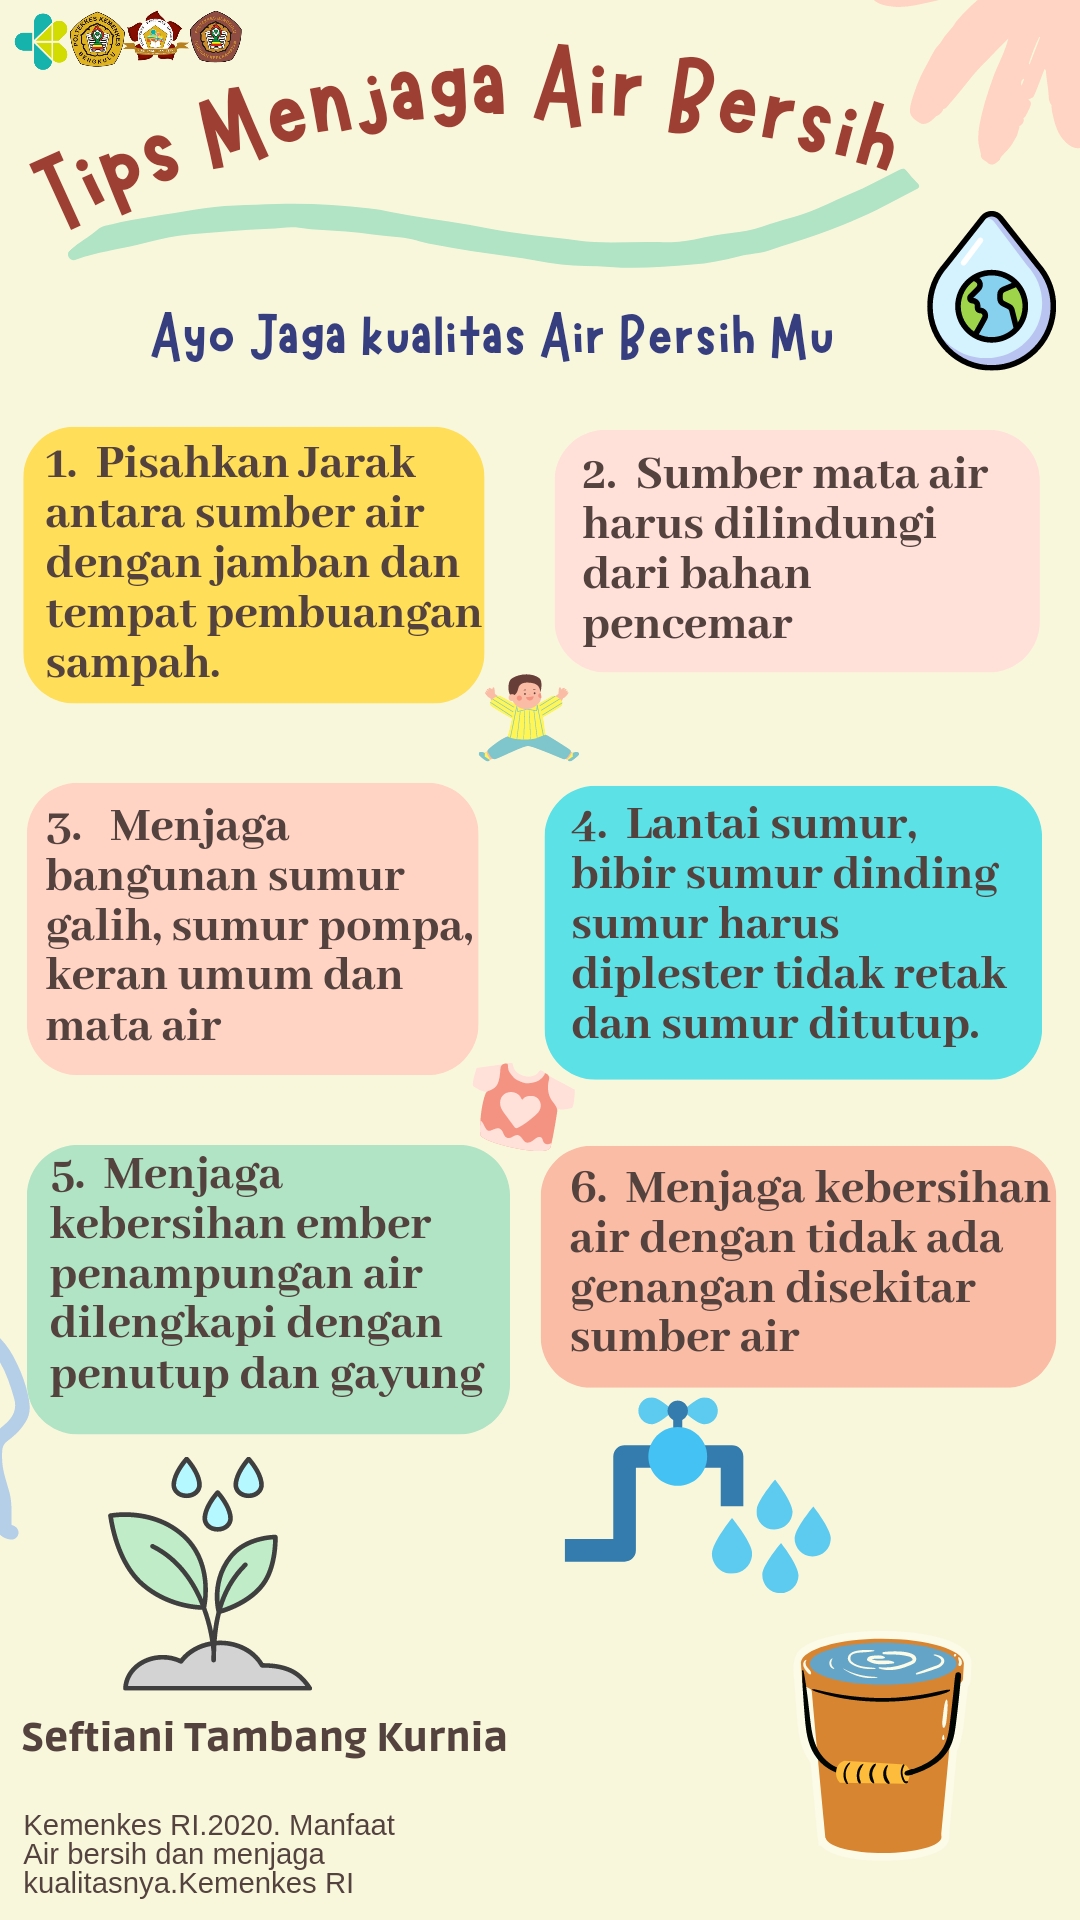 POLTEKKES KEMENKES
BENGKULU
Tips Menjaga Air Bersih
Ayo Jaga kualitas Air Bersih Mu
1. Pisahkan Jarak
antara sumber air
dengan jamban dan
tempat pembuangan
sampah.
2. Sumber mata air
harus dilindungi
dari bahan
pencemar
3. Menjaga
bangunan sumur
galih, sumur pompa,
keran umum dan
mata air
4. Lantai sumur,
bibir sumur dinding
sumur harus
diplester tidak retak
dan sumur ditutup.
5. Menjaga
kebersihan ember
penampungan air
dilengkapi dengan
penutup dan gayung
6. Menjaga kebersihan
air dengan tidak ada
genangan disekitar
sumber air
Seftiani Tambang Kurnia
Kemenkes RI.2020. Manfaat
Air bersih dan menjaga
kualitasnya.Kemenkes RI